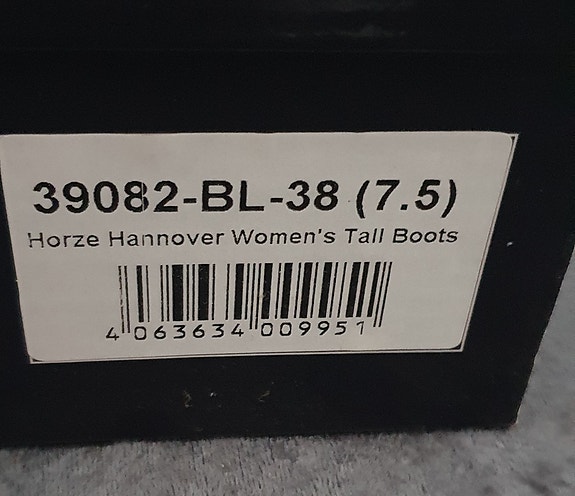 39082-BL-38 (7.5)
Horze Hannover Women's Tall Boots
4 063634 009951